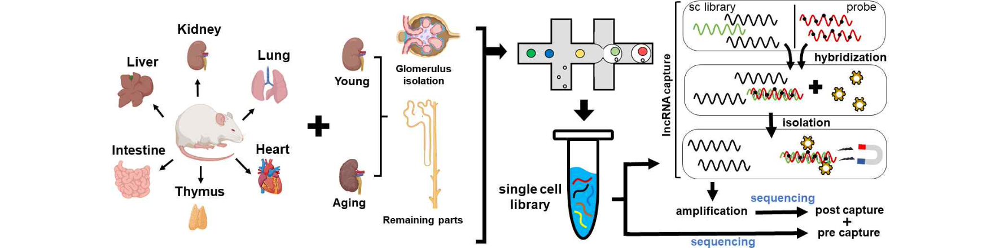 Kidney
Liver
Lung
Intestine
Heart
Thymus
Young
Aging
Glomerulus
isolation
Remaining parts
single cell
library
lncRNA capture
sc library
probe
hybridization
isolation
amplification
sequencing
post capture
+
pre capture
sequencing